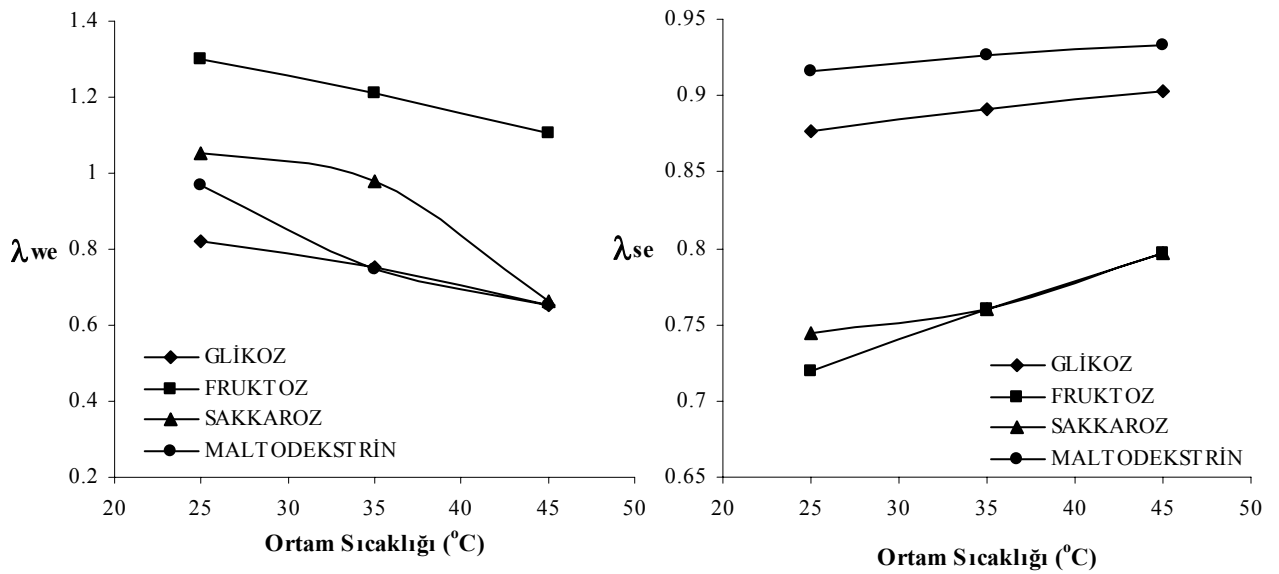 1.4
1.2
1
0.8
0.6
0.4
0.2
λwe
GLİKOZ
FRUKTOZ
SAKKAROZ
MALTODEKSTRİN
20 25 30 35 40 45 50
Ortam Sıcaklığı (°C)
0.95
0.9
0.85
0.8
0.75
0.7
0.65
λse
GLİKOZ
FRUKTOZ
SAKKAROZ
MALTODEKSTRİN
20 25 30 35 40 45 50
Ortam Sıcaklığı (°C)